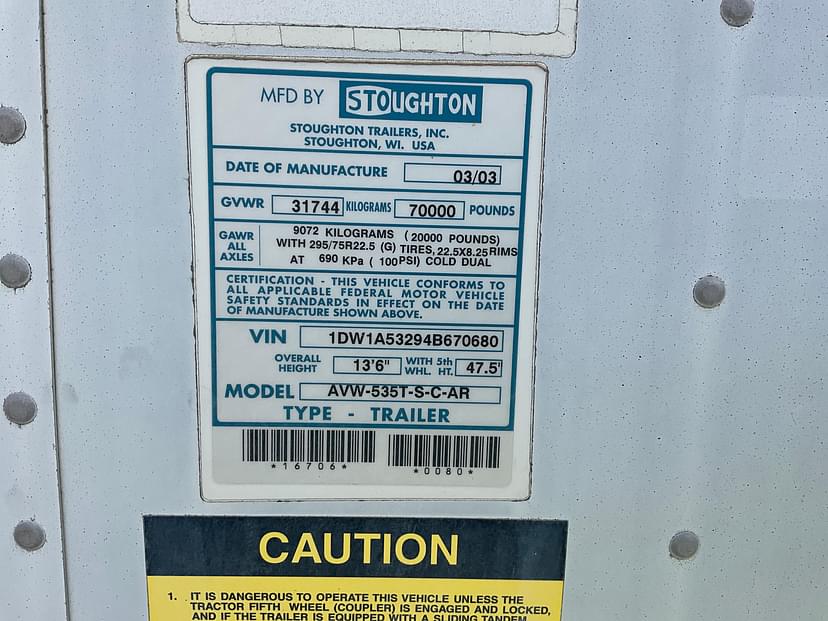 MFD BY STOUGHTON
STOUGHTON TRAILERS, INC.
STOUGHTON, WI. USA
DATE OF MANUFACTURE 03/03
GVWR 31744 KILOGRAMS 70000 POUNDS
GAWR ALL AXLES
9072 KILOGRAMS (20000 POUNDS)
WITH 295/75R22.5 (G) TIRES, 22.5X8.25 RIMS
AT 690 KPa ( 100PSI) COLD DUAL
CERTIFICATION - THIS VEHICLE CONFORMS TO
ALL APPLICABLE FEDERAL MOTOR VEHICLE
SAFETY STANDARDS IN EFFECT ON THE DATE
OF MANUFACTURE SHOWN ABOVE.
VIN 1DW1A53294B670680
OVERALL HEIGHT 13'6" WITH 5th WHL. HT. 47.5'
MODEL AVW-535T-S-C-AR
TYPE - TRAILER
*16706* *0080*
CAUTION
1. IT IS DANGEROUS TO OPERATE THIS VEHICLE UNLESS THE
TRACTOR FIFTH WHEEL (COUPLER) IS ENGAGED AND LOCKED,
AND IF THE TRAILER IS EQUIPPED WITH A SLIDING TANDEM